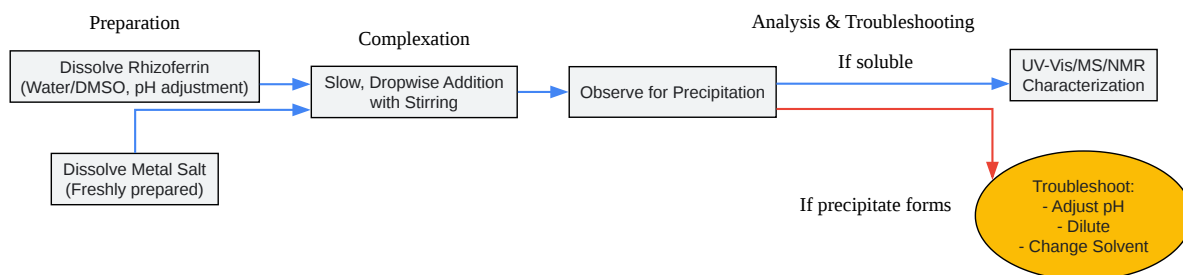 Preparation
Complexation
Analysis & Troubleshooting
Dissolve Rhizoferrin
(Water/DMSO, pH adjustment)
Slow, Dropwise Addition
with Stirring
Observe for Precipitation
If soluble
UV-Vis/MS/NMR
Characterization
Dissolve Metal Salt
(Freshly prepared)
If precipitate forms
Troubleshoot:
- Adjust pH
- Dilute
- Change Solvent